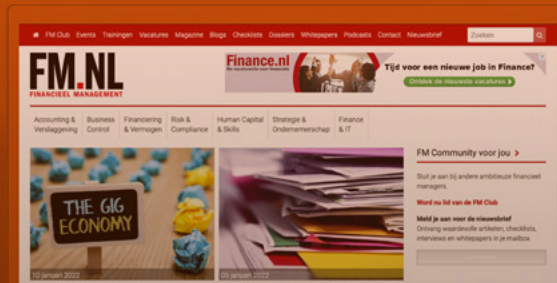 FM Club Events Trainingen Vacatures Magazine Blogs Checklists Dossiers Whitepapers Podcasts Contact Nieuwsbrief Zoeken
FM.NL
FINANCIEEL MANAGEMENT
Finance.nl
De vacaturesite voor financials
Tijd voor een nieuwe job in Finance?
Ontdek de nieuwste vacatures
Accounting & Verslaggeving
Business Control
Financiering & Vermogen
Risk & Compliance
Human Capital & Skills
Strategie & Ondernemerschap
Finance & IT
THE GIG
ECONOMY
10 januari 2022
05 januari 2022
FM Community voor jou
Sluit je aan bij andere ambitieuze financieel
managers.
Word nu lid van de FM Club
Meld je aan voor de nieuwsbrief
Ontvang waardevolle artikelen, checklists,
interviews en whitepapers in je mailbox.